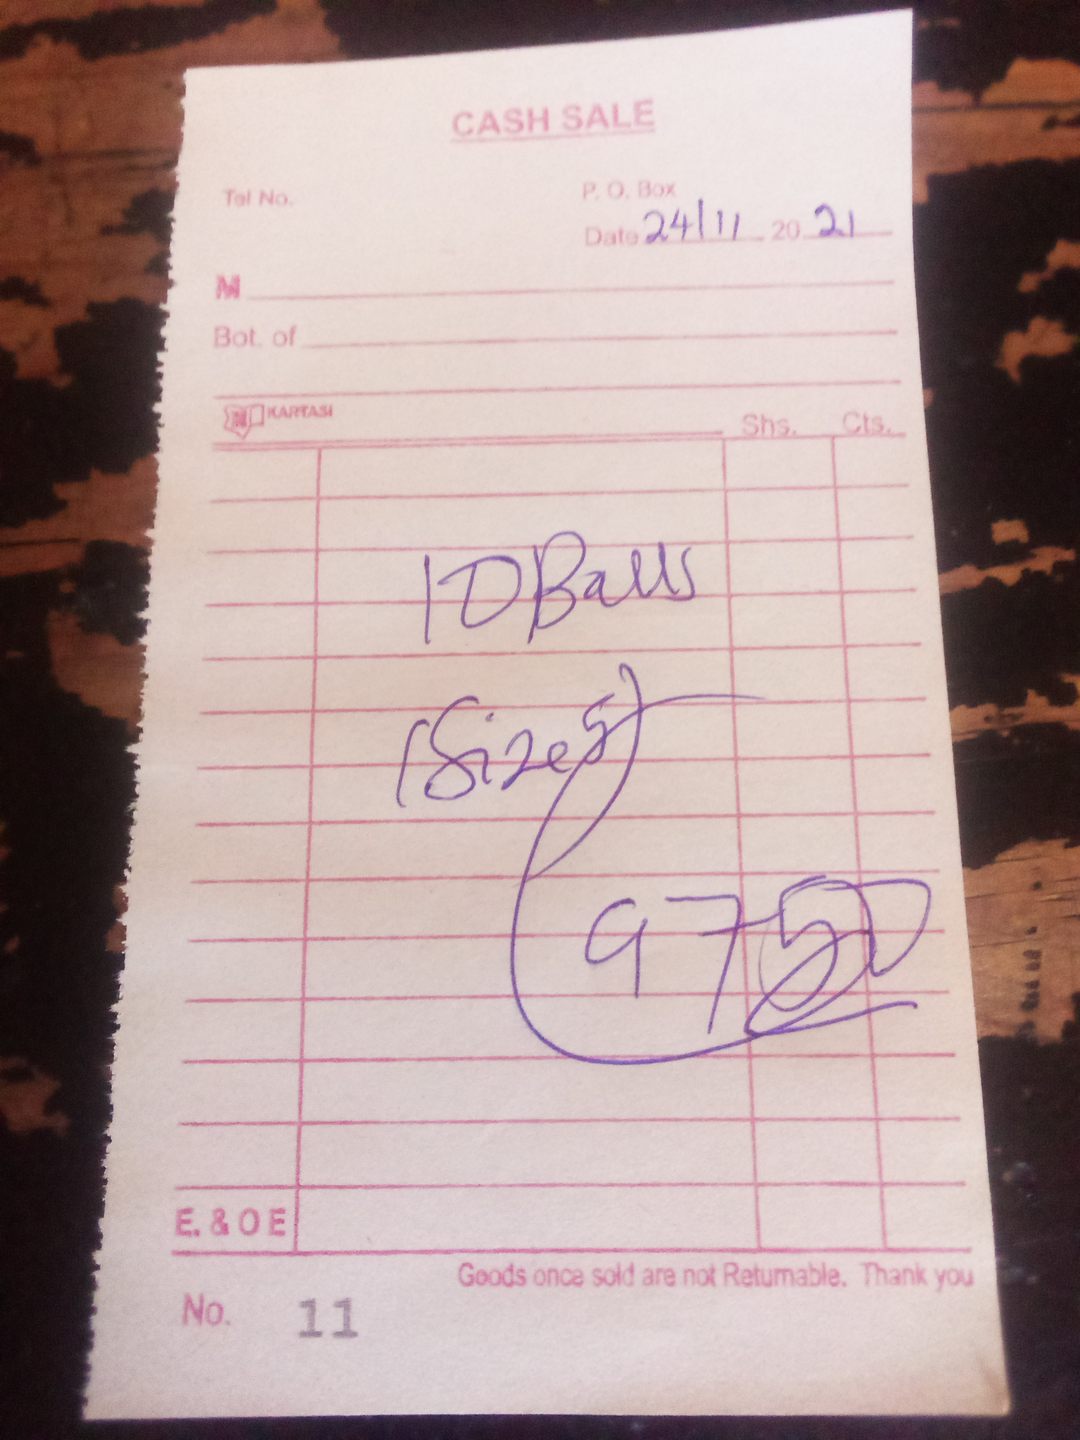 CASH SALE
Tel No.
P. O. Box
Date 24/11 20 21
M
Bot. of
KARTASI
Shs. Cts.
10 Balls
(Size 5)
9750
E. & O E
Goods once sold are not Returnable. Thank you
No. 11